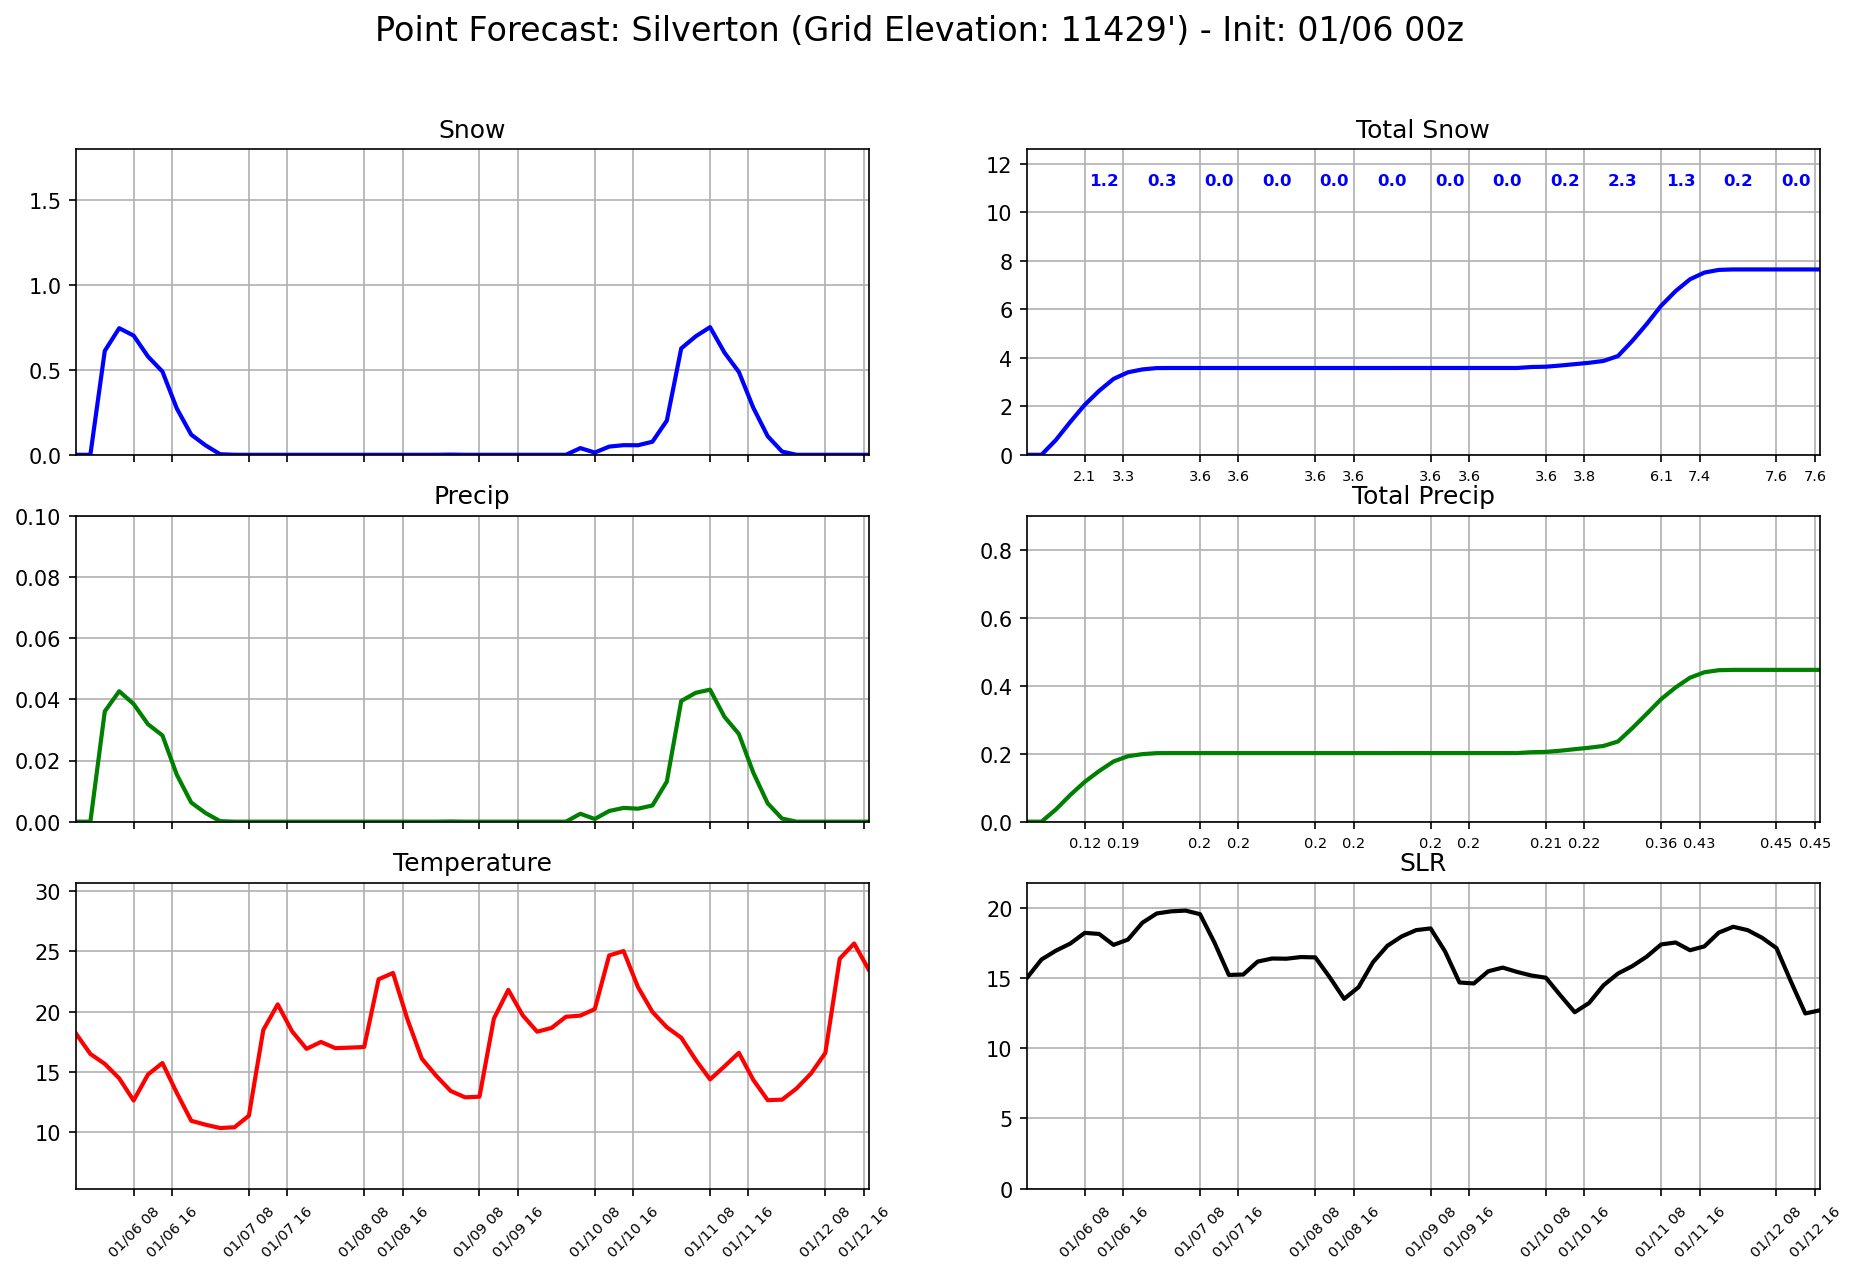 Point Forecast: Silverton (Grid Elevation: 11429') - Init: 01/06 00z
Snow
1.5
1.0
0.5
0.0
Total Snow
12
10
8
6
4
2
0
1.2 0.3 0.0 0.0 0.0 0.0 0.0 0.0 0.2 2.3 1.3 0.2 0.0
2.1 3.3 3.6 3.6 3.6 3.6 3.6 3.6 3.6 3.8 6.1 7.4 7.6 7.6
Precip
0.10
0.08
0.06
0.04
0.02
0.00
Total Precip
0.8
0.6
0.4
0.2
0.0
0.12 0.19 0.2 0.2 0.2 0.2 0.2 0.2 0.21 0.22 0.36 0.43 0.45 0.45
Temperature
30
25
20
15
10
01/06 08 01/06 16 01/07 08 01/07 16 01/08 08 01/08 16 01/09 08 01/09 16 01/10 08 01/10 16 01/11 08 01/11 16 01/12 08 01/12 16
SLR
20
15
10
5
0
01/06 08 01/06 16 01/07 08 01/07 16 01/08 08 01/08 16 01/09 08 01/09 16 01/10 08 01/10 16 01/11 08 01/11 16 01/12 08 01/12 16